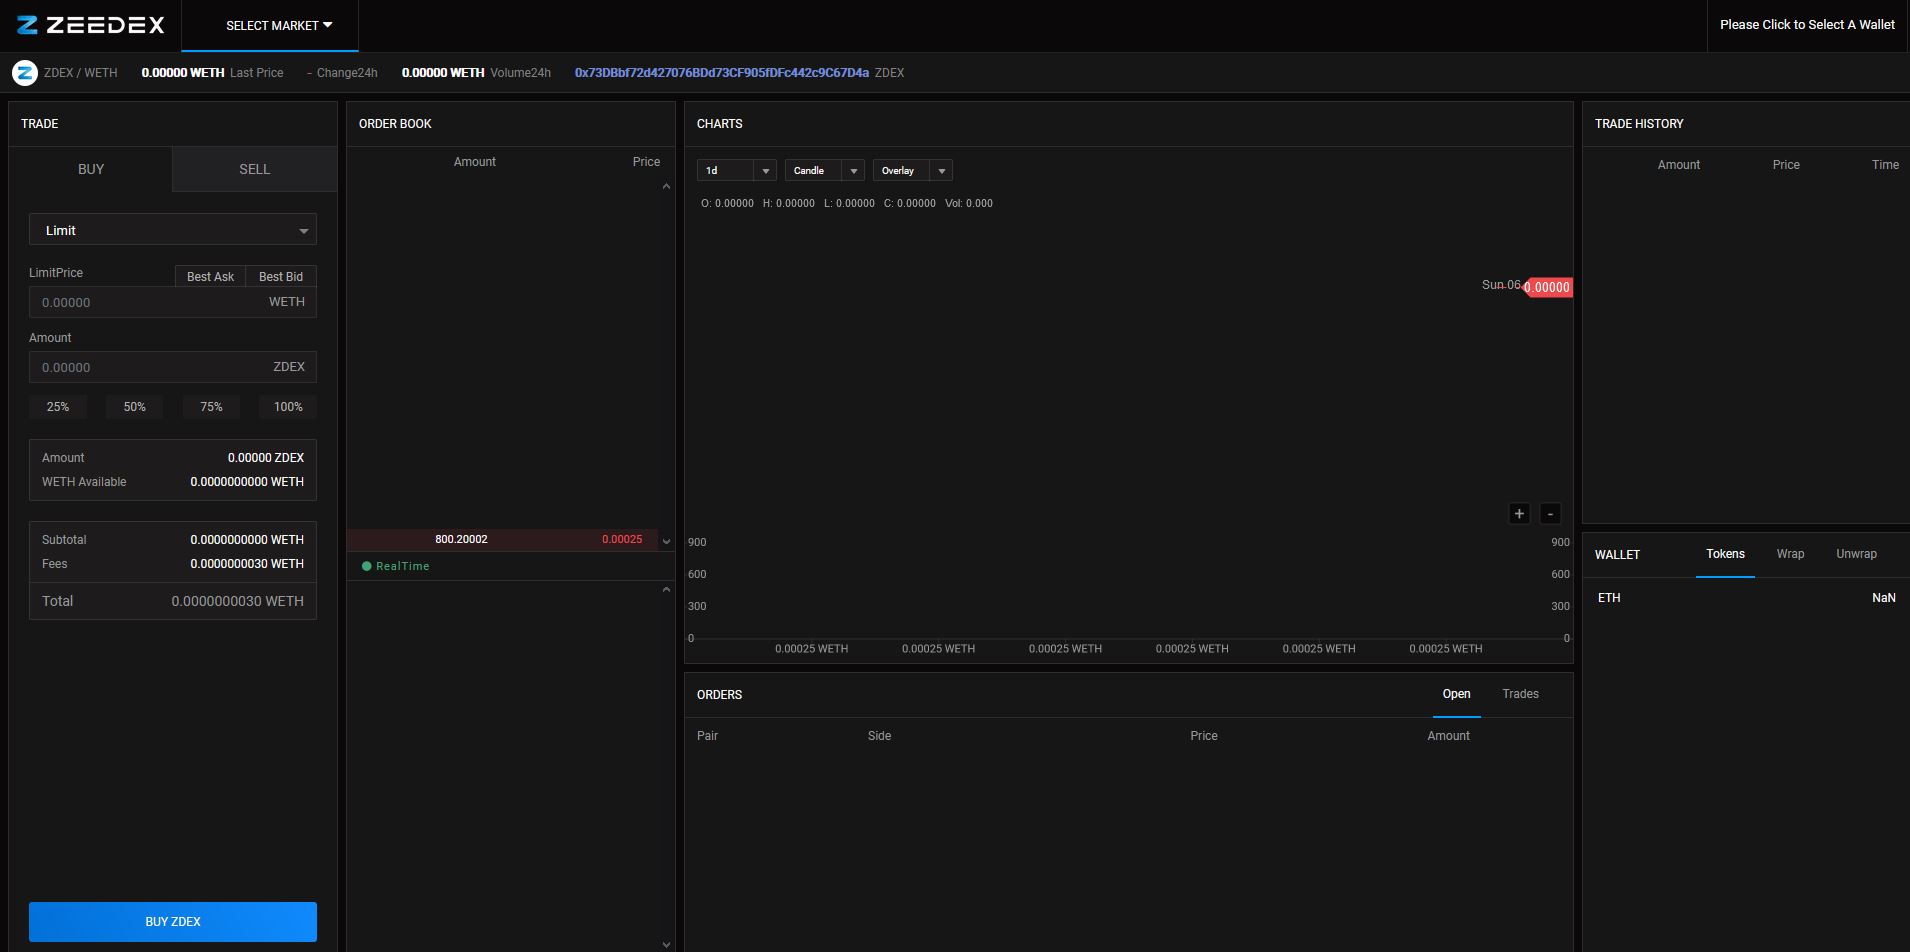 ZEEDEX
SELECT MARKET
Please Click to Select A Wallet
ZDEX / WETH 0.00000 WETH Last Price - Change24h 0.00000 WETH Volume24h 0x73DBbf72d427076BDd73CF905fDFc442c9C67D4a ZDEX
TRADE
BUY SELL
Limit
LimitPrice Best Ask Best Bid
0.00000 WETH
Amount
0.00000 ZDEX
25% 50% 75% 100%
Amount 0.00000 ZDEX
WETH Available 0.0000000000 WETH
Subtotal 0.0000000000 WETH
Fees 0.0000000030 WETH
Total 0.0000000030 WETH
BUY ZDEX
ORDER BOOK
Amount Price
800.20002 0.00025
RealTime
CHARTS
1d Candle Overlay
O: 0.00000 H: 0.00000 L: 0.00000 C: 0.00000 Vol: 0.000
Sun 06 0.00000
+ -
900 900
600 600
300 300
0 0
0.00025 WETH 0.00025 WETH 0.00025 WETH 0.00025 WETH 0.00025 WETH 0.00025 WETH
ORDERS Open Trades
Pair Side Price Amount
TRADE HISTORY
Amount Price Time
WALLET Tokens Wrap Unwrap
ETH NaN